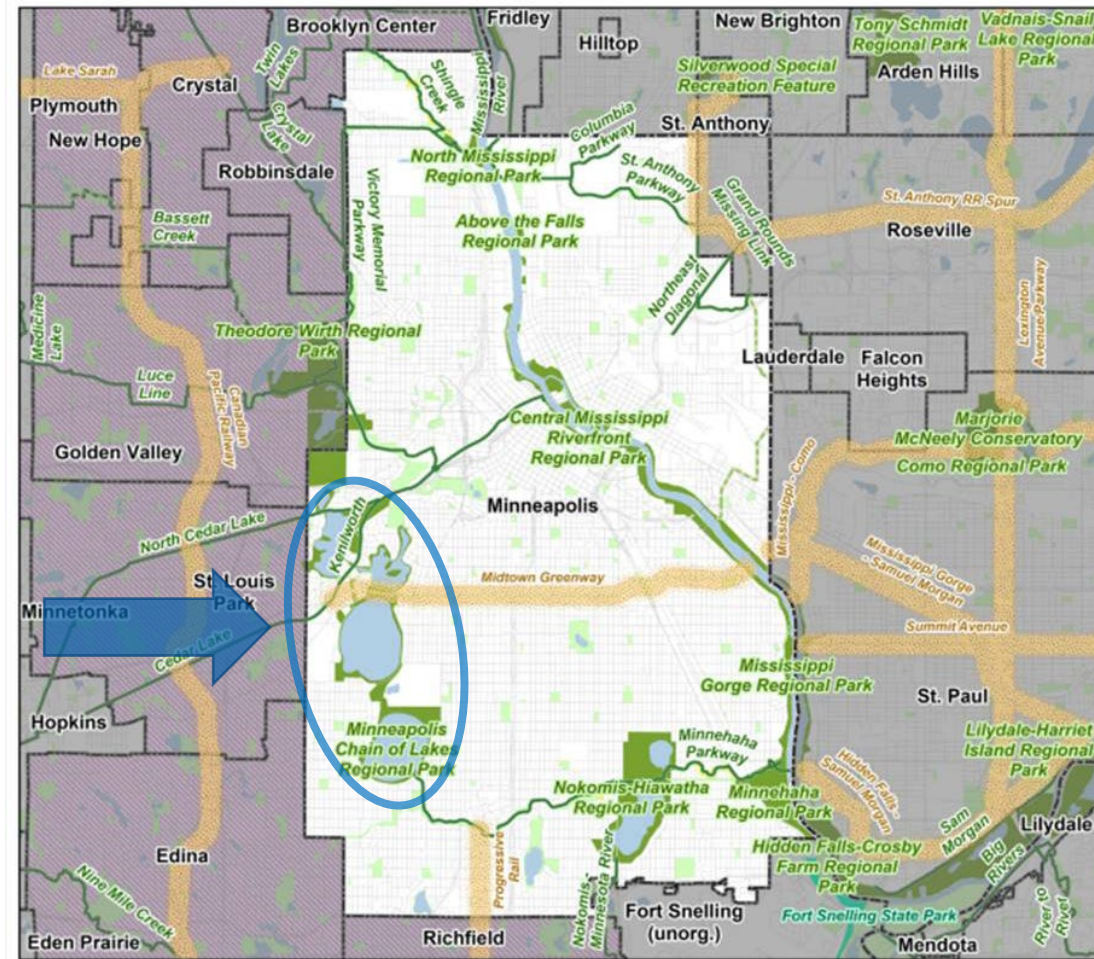 Brooklyn Center
Fridley
New Brighton
Tony Schmidt
Regional Park
Vadnais-Snail
Lake Regional
Park
Hilltop
Arden Hills
Silverwood Special
Recreation Feature
Lake Sarah
Crystal
Twin
Lakes
Shingle
Creek
Mississippi
River
Plymouth
New Hope
Crystal
Lake
Robbinsdale
St. Anthony
Columbia
Parkway
St. Anthony
Parkway
North Mississippi
Regional Park
Victory Memorial
Parkway
Grand Rounds
Missing Link
St. Anthony RR Spur
Roseville
Bassett
Creek
Above the Falls
Regional Park
Northeast
Diagonal
Lexington
Avenue Parkway
Medicine
Lake
Theodore Wirth Regional
Park
Luce
Line
Canadian
Pacific Railway
Lauderdale
Falcon
Heights
Central Mississippi
Riverfront
Regional Park
Marjorie
McNeely Conservatory
Como Regional Park
Golden Valley
Minneapolis
Mississippi - Como
North Cedar Lake
Kenilworth
Mississippi Gorge
- Samuel Morgan
St. Louis
Park
Midtown Greenway
Minnetonka
Cedar Lake
Summit Avenue
Hopkins
Mississippi
Gorge Regional Park
St. Paul
Minneapolis
Chain of Lakes
Regional Park
Minnehaha
Parkway
Lilydale-Harriet
Island Regional
Park
Nokomis-Hiawatha
Regional Park
Minnehaha
Regional Park
Hidden Falls-
Samuel Morgan
Sam
Morgan
Lilydale
Edina
Progressive
Rail
Nokomis-
Minnesota River
Hidden Falls-Crosby
Farm Regional
Park
Big
Rivers
River to
River
Nine Mile Creek
Fort Snelling
(unorg.)
Fort Snelling State Park
Eden Prairie
Richfield
Mendota